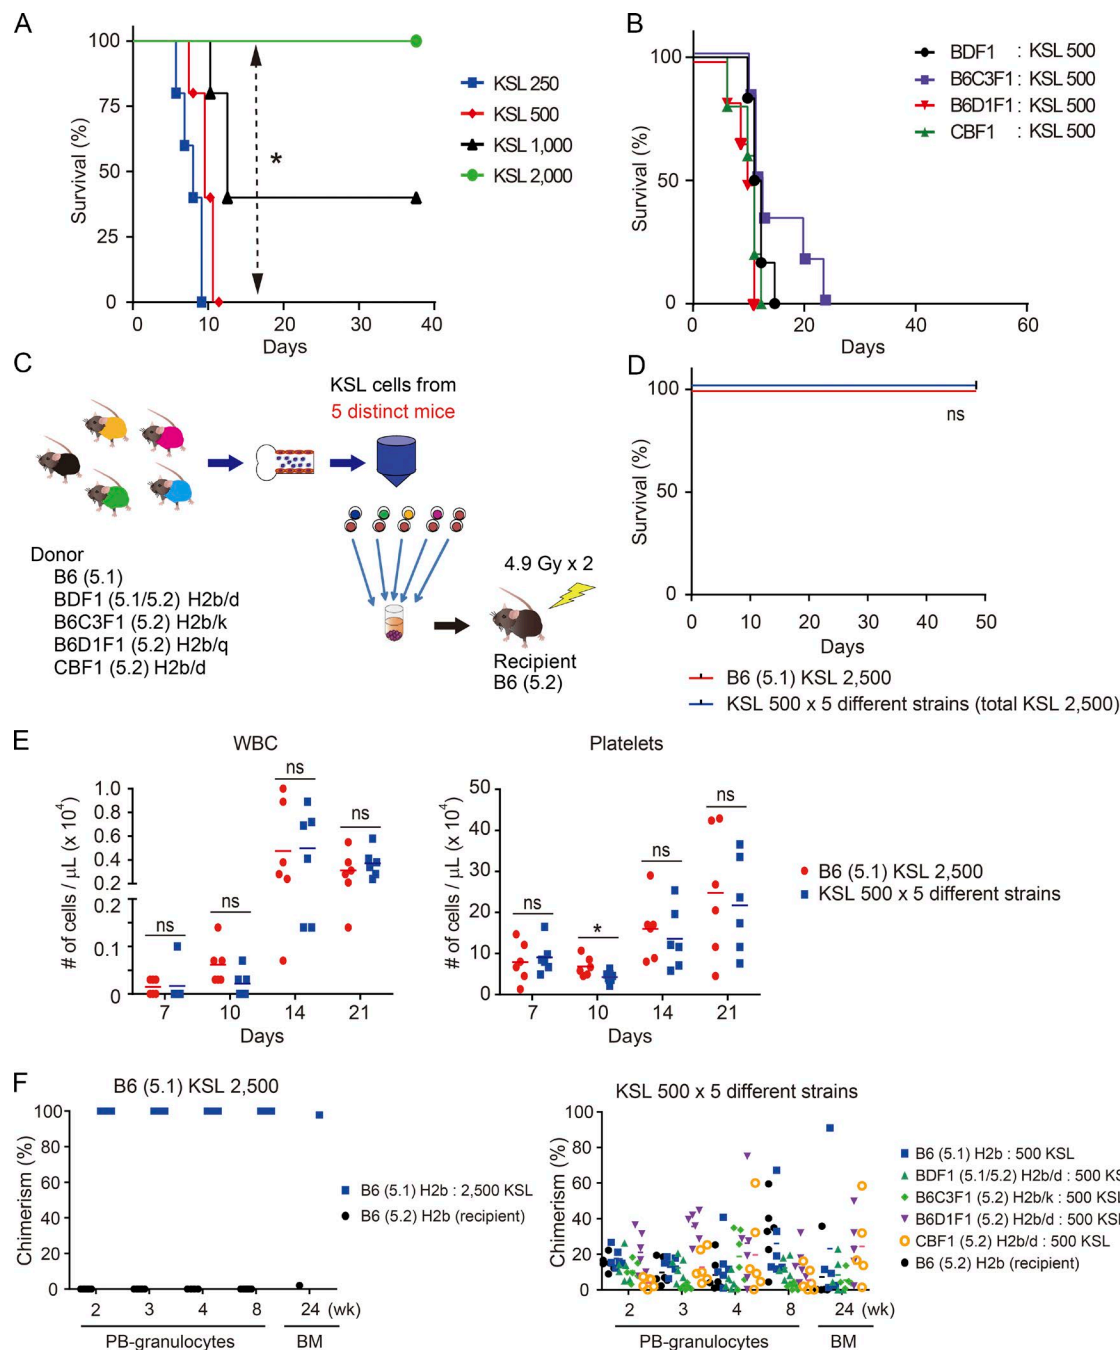 A
100
75
50
25
0
Survival (%)
0 10 20 30 40
Days
*
KSL 250
KSL 500
KSL 1,000
KSL 2,000
B
100
50
0
Survival (%)
0 20 40 60
Days
BDF1 : KSL 500
B6C3F1 : KSL 500
B6D1F1 : KSL 500
CBF1 : KSL 500
C
KSL cells from
5 distinct mice
Donor
B6 (5.1)
BDF1 (5.1/5.2) H2b/d
B6C3F1 (5.2) H2b/k
B6D1F1 (5.2) H2b/q
CBF1 (5.2) H2b/d
4.9 Gy x 2
Recipient
B6 (5.2)
D
100
50
0
Survival (%)
ns
0 10 20 30 40 50
Days
B6 (5.1) KSL 2,500
KSL 500 x 5 different strains (total KSL 2,500)
E
WBC
# of cells / µL (x 10⁴)
1.0
0.8
0.6
0.4
0.2
0.2
0.1
0
ns
ns
ns
ns
7 10 14 21
Days
Platelets
# of cells / µL (x 10⁴)
50
40
30
20
10
0
ns
*
ns
ns
7 10 14 21
Days
B6 (5.1) KSL 2,500
KSL 500 x 5 different strains
F
B6 (5.1) KSL 2,500
Chimerism (%)
100
80
60
40
20
0
2 3 4 8 24 (wk)
PB-granulocytes BM
B6 (5.1) H2b : 2,500 KSL
B6 (5.2) H2b (recipient)
KSL 500 x 5 different strains
Chimerism (%)
100
80
60
40
20
0
2 3 4 8 24 (wk)
PB-granulocytes BM
B6 (5.1) H2b : 500 KSL
BDF1 (5.1/5.2) H2b/d : 500 KSL
B6C3F1 (5.2) H2b/k : 500 KSL
B6D1F1 (5.2) H2b/d : 500 KSL
CBF1 (5.2) H2b/d : 500 KSL
B6 (5.2) H2b (recipient)